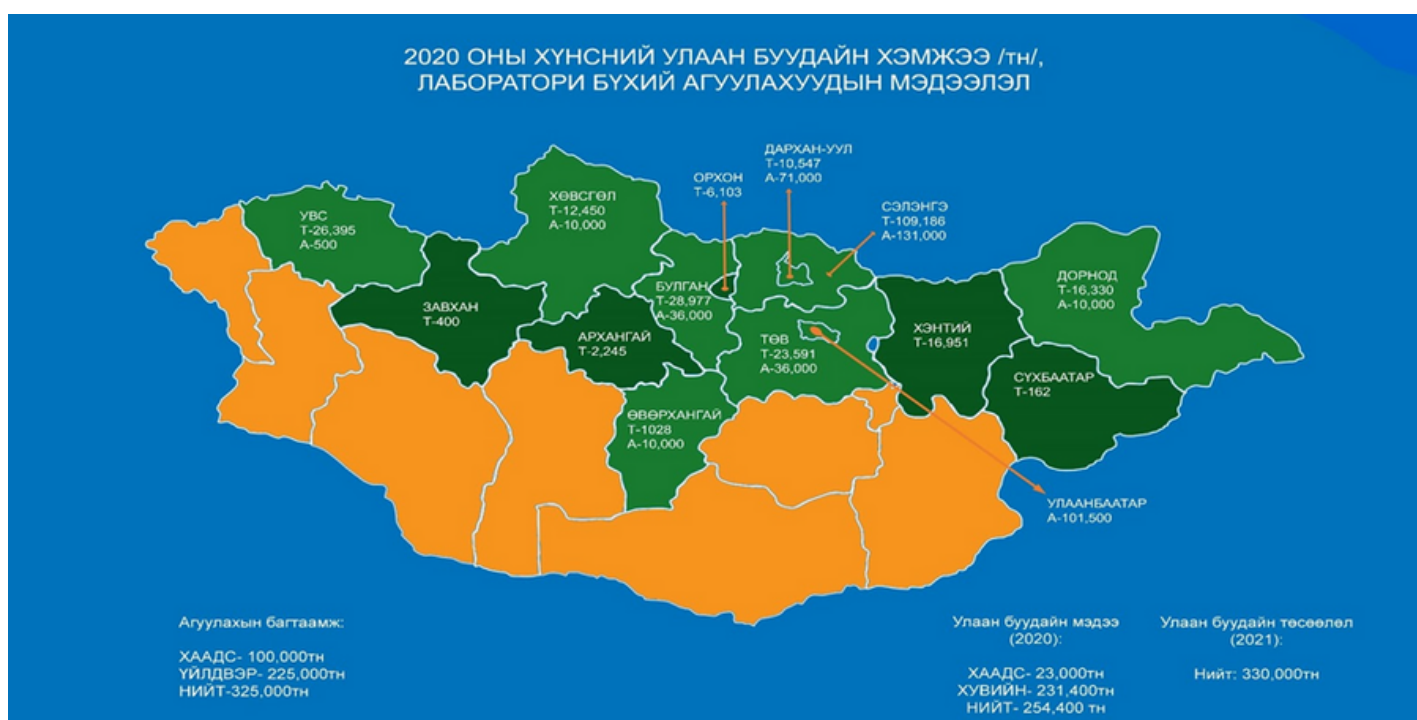 2020 ОНЫ ХҮНСНИЙ УЛААН БУУДАЙН ХЭМЖЭЭ /тн/,
ЛАБОРАТОРИ БҮХИЙ АГУУЛАХУУДЫН МЭДЭЭЛЭЛ
ДАРХАН-УУЛ
Т-10,547
А-71,000
ОРХОН
Т-6,103
ХӨВСГӨЛ
Т-12,450
А-10,000
СЭЛЭНГЭ
Т-109,186
А-131,000
УВС
Т-26,395
А-500
ДОРНОД
Т-16,330
А-10,000
БУЛГАН
Т-28,977
А-36,000
ЗАВХАН
Т-400
АРХАНГАЙ
Т-2,245
ТӨВ
Т-23,591
А-36,000
ХЭНТИЙ
Т-16,951
СҮХБААТАР
Т-162
ӨВӨРХАНГАЙ
Т-1028
А-10,000
УЛААНБААТАР
А-101,500
Агуулахын багтаамж:
ХААДС- 100,000тн
ҮЙЛДВЭР- 225,000тн
НИЙТ-325,000тн
Улаан буудайн мэдээ
(2020):
ХААДС- 23,000тн
ХУВИЙН- 231,400тн
НИЙТ- 254,400 тн
Улаан буудайн төсөөлөл
(2021):
Нийт: 330,000тн